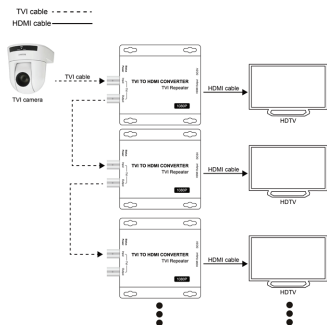 TVI cable
HDMI cable
TVI camera
TVI cable
TVI TO HDMI CONVERTER
TVI Repeater
1080P
HDMI cable
HDTV
TVI TO HDMI CONVERTER
TVI Repeater
1080P
HDMI cable
HDTV
TVI TO HDMI CONVERTER
TVI Repeater
1080P
HDMI cable
HDTV